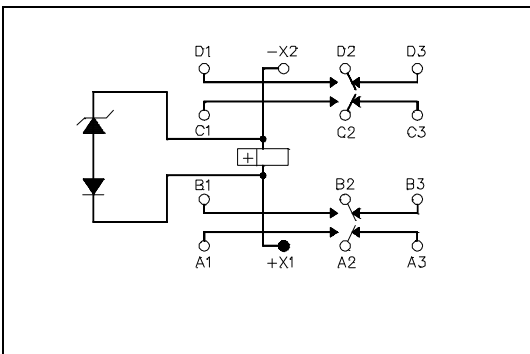 D1 -X2 D2 D3
C1 C2 C3
+
B1 B2 B3
A1 +X1 A2 A3